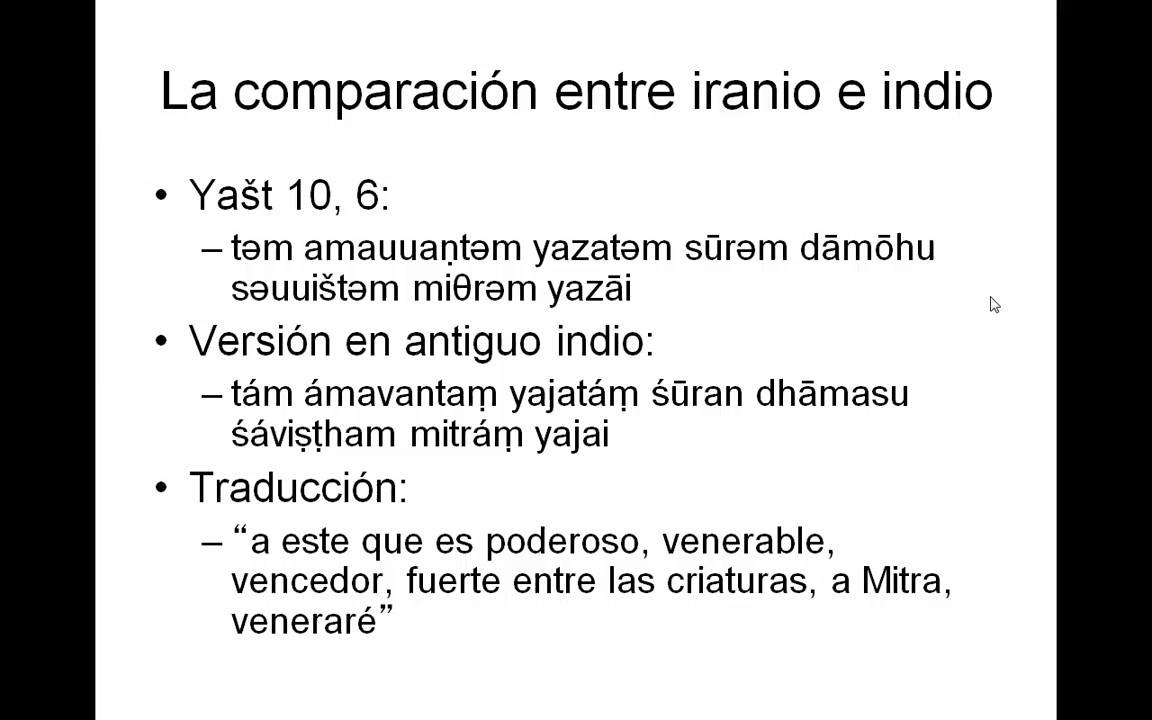 La comparación entre iranio e indio
• Yašt 10, 6:
– təm amauuaṇtəm yazatəm sūrəm dāmōhu
səuuištəm miθrəm yazāi
• Versión en antiguo indio:
– tám ámavantaṃ yajatáṃ śūran dhāmasu
śáviṣṭham mitráṃ yajai
• Traducción:
– “a este que es poderoso, venerable,
vencedor, fuerte entre las criaturas, a Mitra,
veneraré”